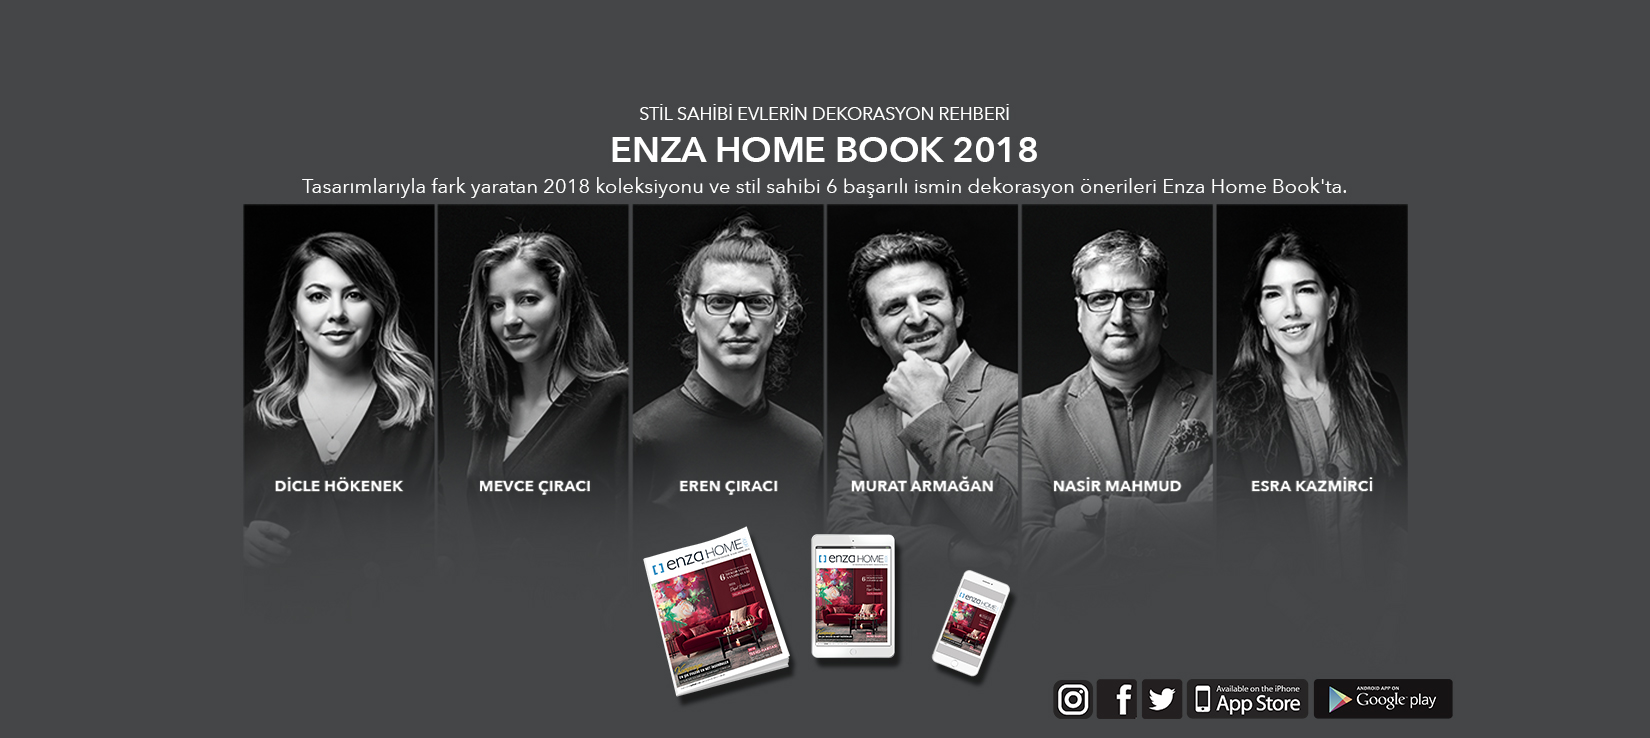 STİL SAHİBİ EVLERİN DEKORASYON REHBERİ
ENZA HOME BOOK 2018
Tasarımlarıyla fark yaratan 2018 koleksiyonu ve stil sahibi 6 başarılı ismin dekorasyon önerileri Enza Home Book'ta.
DİCLE HÖKENEK
MEVCE ÇIRACI
EREN ÇIRACI
MURAT ARMAĞAN
NASİR MAHMUD
ESRA KAZMİRCİ
enza HOME
enza HOME
enza HOME
Available on the iPhone
App Store
ANDROID APP ON
Google play